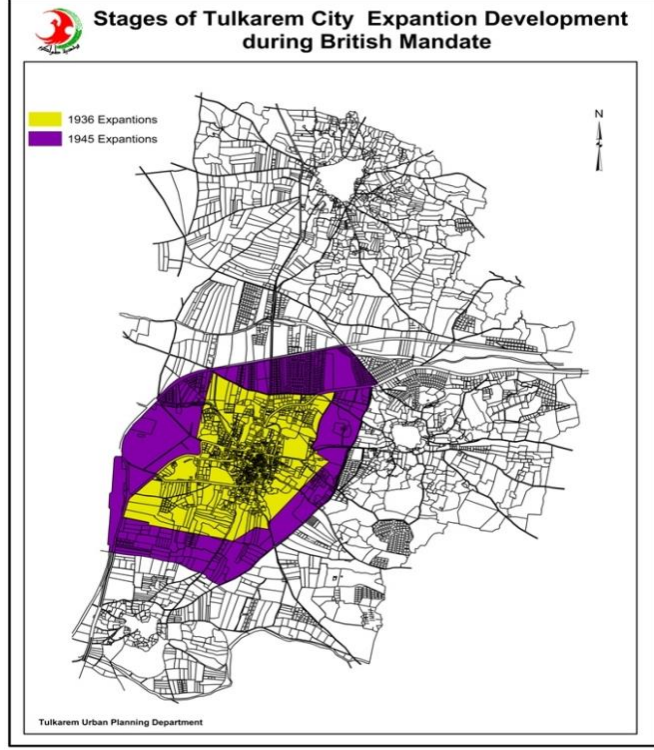 Stages of Tulkarem City Expantion Development
during British Mandate
1936 Expantions
1945 Expantions
N
Tulkarem Urban Planning Department